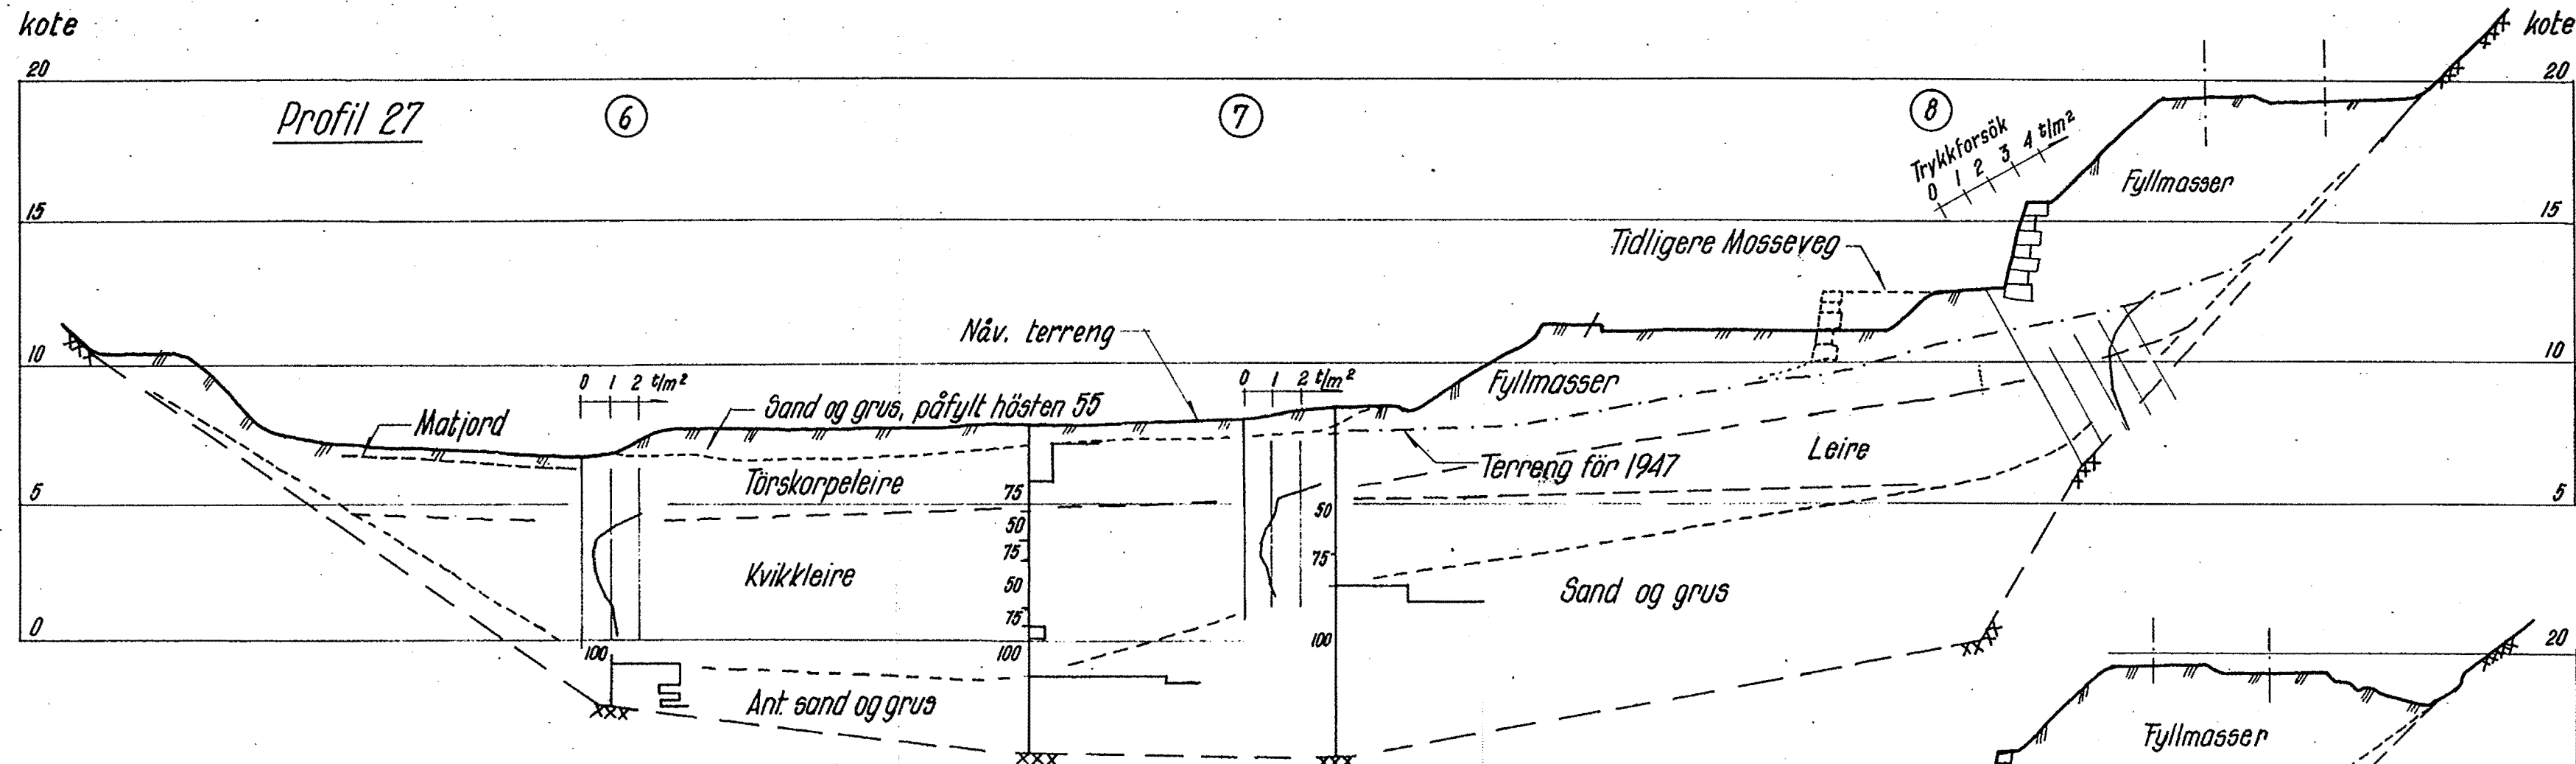 kote
kote
20
20
Profil 27
6
7
8
Trykkforsök
0 1 2 3 4 t/m²
Fyllmasser
15
15
Tidligere Mosseveg
Nåv. terreng
10
10
0 1 2 t/m²
0 1 2 t/m²
Fyllmasser
Sand og grus, påfylt hösten 55
Matjord
Leire
Terreng för 1947
Törskorpeleire
75
5
5
50
50
75
75
Kvikkleire
50
Sand og grus
75
0
100
100
100
20
Ant. sand og grus
Fyllmasser